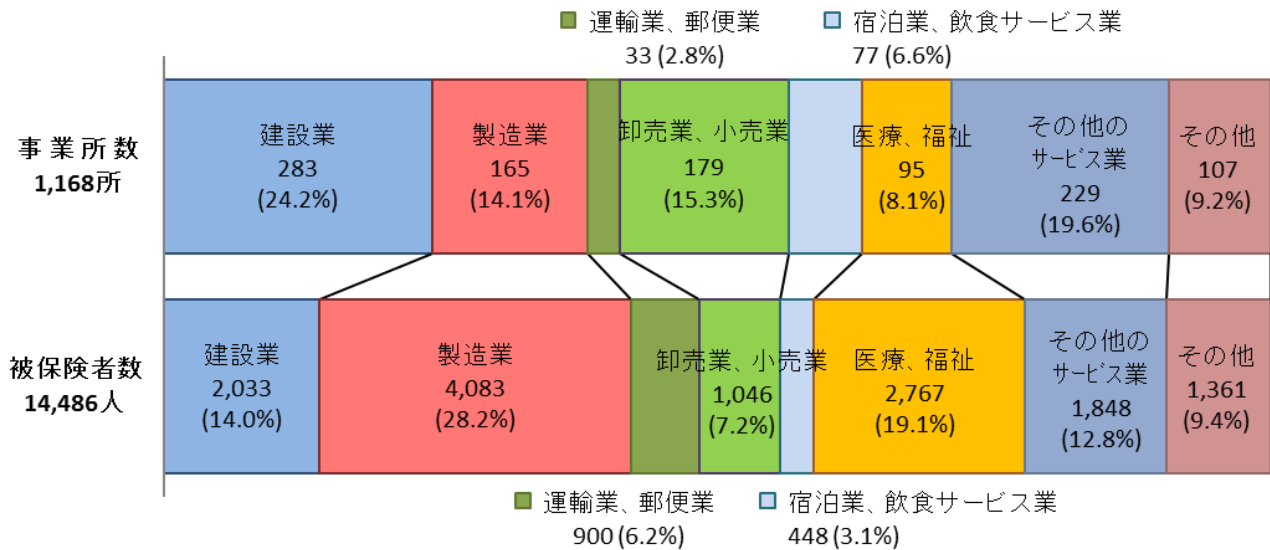 運輸業、郵便業
33 (2.8%)
宿泊業、飲食サービス業
77 (6.6%)
事業所数
1,168所
建設業
283
(24.2%)
製造業
165
(14.1%)
卸売業、小売業
179
(15.3%)
医療、福祉
95
(8.1%)
その他の
サービス業
229
(19.6%)
その他
107
(9.2%)
被保険者数
14,486人
建設業
2,033
(14.0%)
製造業
4,083
(28.2%)
卸売業、小売業
1,046
(7.2%)
医療、福祉
2,767
(19.1%)
その他の
サービス業
1,848
(12.8%)
その他
1,361
(9.4%)
運輸業、郵便業
900 (6.2%)
宿泊業、飲食サービス業
448 (3.1%)